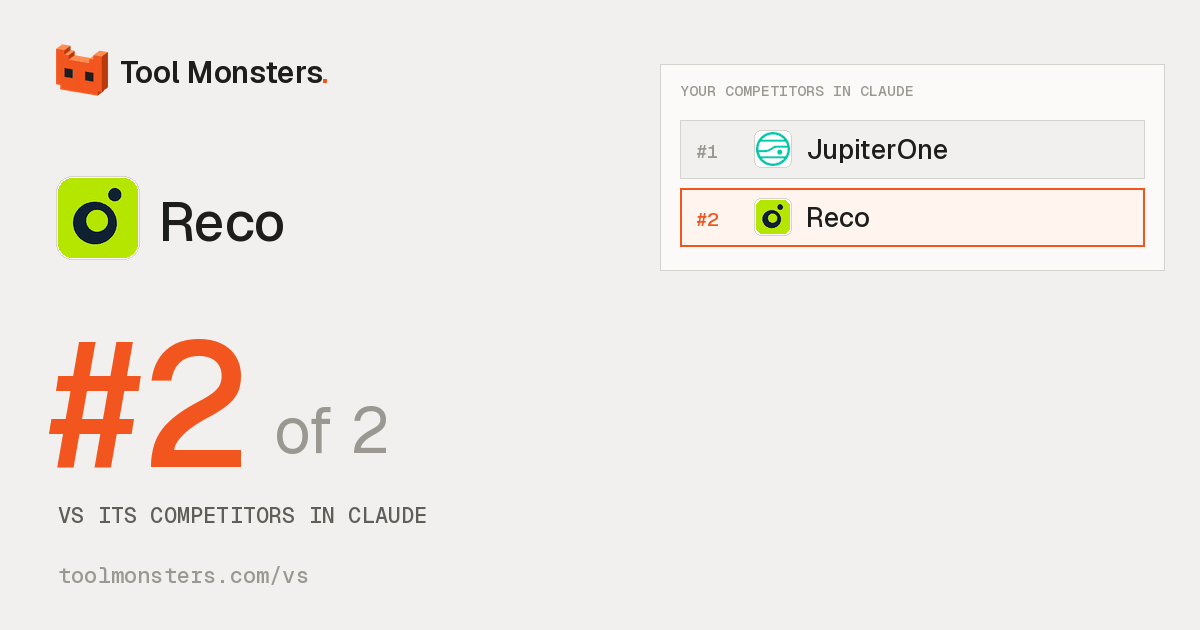 Tool Monsters.
Reco
#2 of 2
VS ITS COMPETITORS IN CLAUDE
toolmonsters.com/vs
YOUR COMPETITORS IN CLAUDE
#1 JupiterOne
#2 Reco